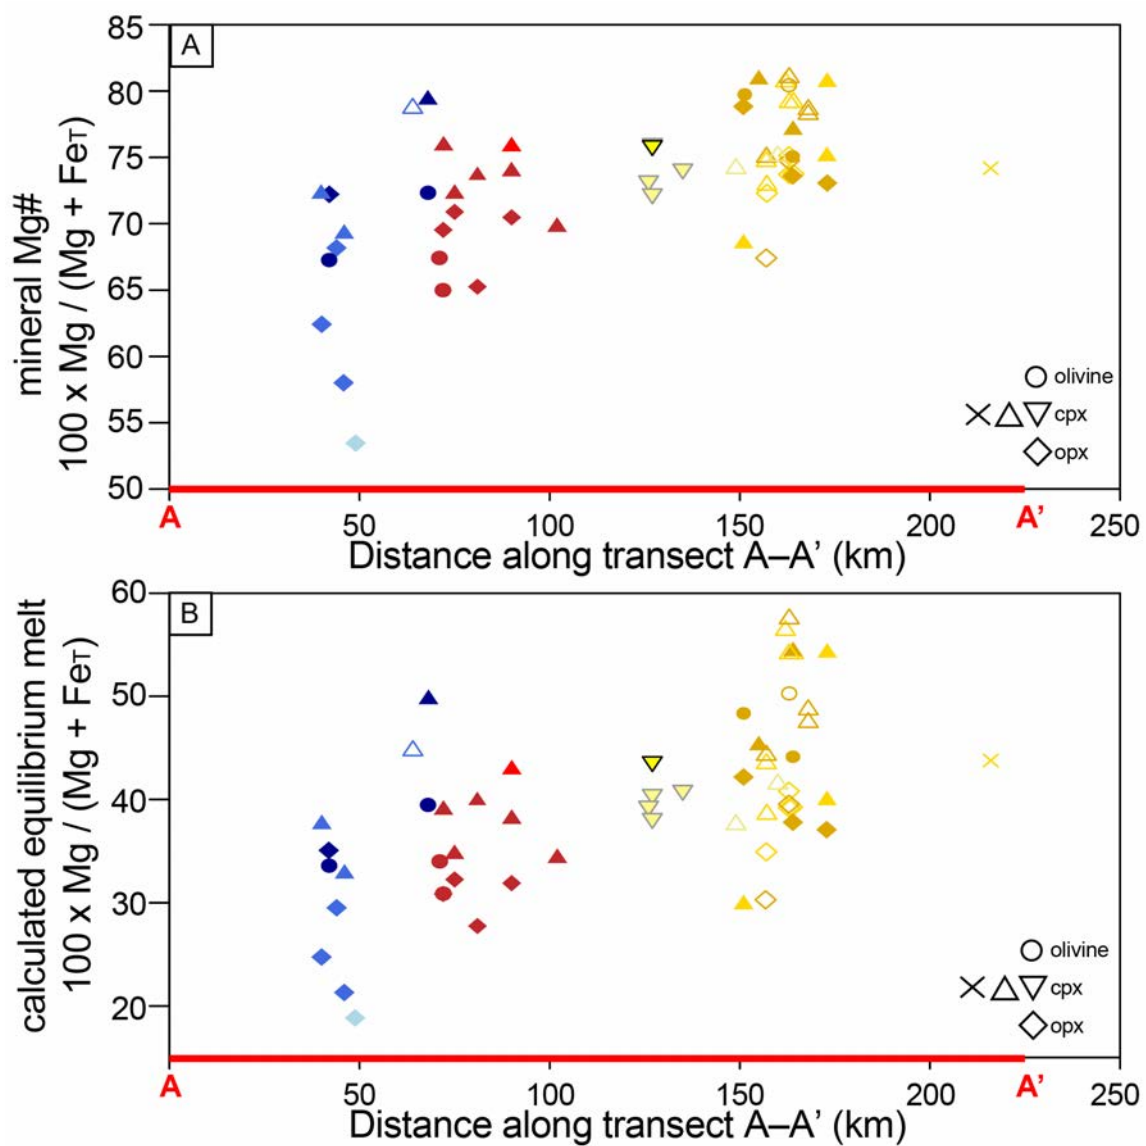 A
mineral Mg#
100 x Mg / (Mg + FeT)
85
80
75
70
65
60
55
50
olivine
cpx
opx
A
50
100
150
200
A'
250
Distance along transect A–A' (km)
B
calculated equilibrium melt
100 x Mg / (Mg + FeT)
60
50
40
30
20
olivine
cpx
opx
A
50
100
150
200
A'
250
Distance along transect A–A' (km)